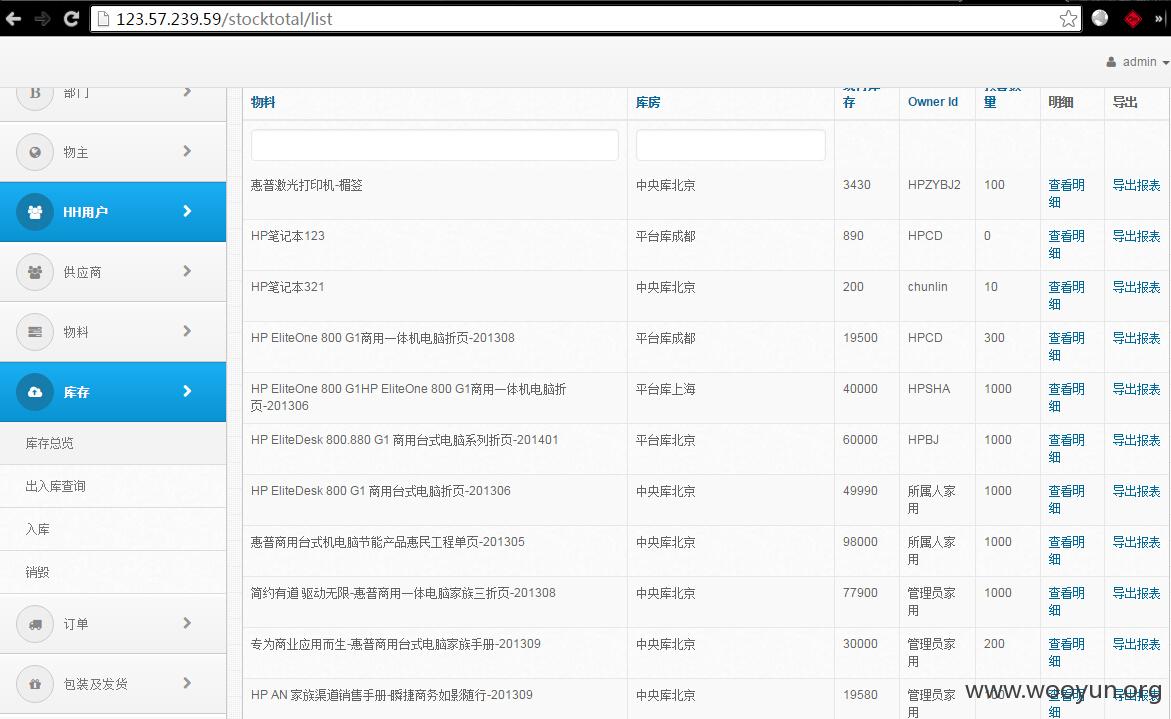 123.57.239.59/stocktotal/list
admin
部门
物主
HH用户
供应商
物料
库存
库存总览
出入库查询
入库
销毁
订单
包装及发货
物料 库房 存 Owner Id 量 明细 导出
惠普激光打印机-楣签 中央库北京 3430 HPZYBJ2 100 查看明细 导出报表
HP笔记本123 平台库成都 890 HPCD 0 查看明细 导出报表
HP笔记本321 中央库北京 200 chunlin 10 查看明细 导出报表
HP EliteOne 800 G1商用一体机电脑折页-201308 平台库成都 19500 HPCD 300 查看明细 导出报表
HP EliteOne 800 G1HP EliteOne 800 G1商用一体机电脑折页-201306 平台库上海 40000 HPSHA 1000 查看明细 导出报表
HP EliteDesk 800.880 G1 商用台式电脑系列折页-201401 平台库北京 60000 HPBJ 1000 查看明细 导出报表
HP EliteDesk 800 G1 商用台式电脑折页-201306 中央库北京 49990 所属人家用 1000 查看明细 导出报表
惠普商用台式机电脑节能产品惠民工程单页-201305 中央库北京 98000 所属人家用 1000 查看明细 导出报表
简约有道 驱动无限-惠普商用一体电脑家族三折页-201308 中央库北京 77900 管理员家用 1000 查看明细 导出报表
专为商业应用而生-惠普商用台式电脑家族手册-201309 中央库北京 30000 管理员家用 200 查看明细 导出报表
HP AN 家族渠道销售手册-瞬捷商务如影随行-201309 中央库北京 19580 管理员家用 查看明细 导出报表
www.wooyun.org